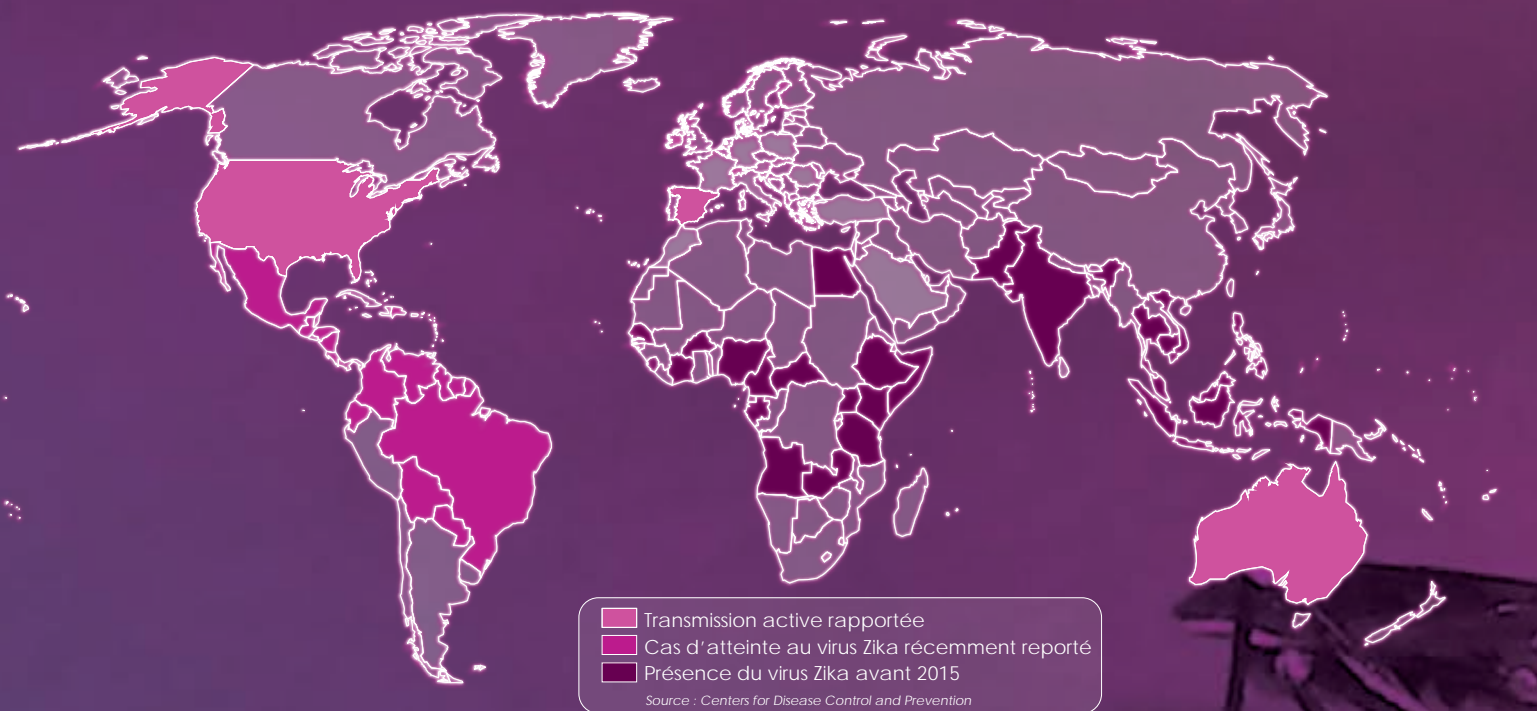 Transmission active rapportée
Cas d'atteinte au virus Zika récemment reporté
Présence du virus Zika avant 2015
Source : Centers for Disease Control and Prevention